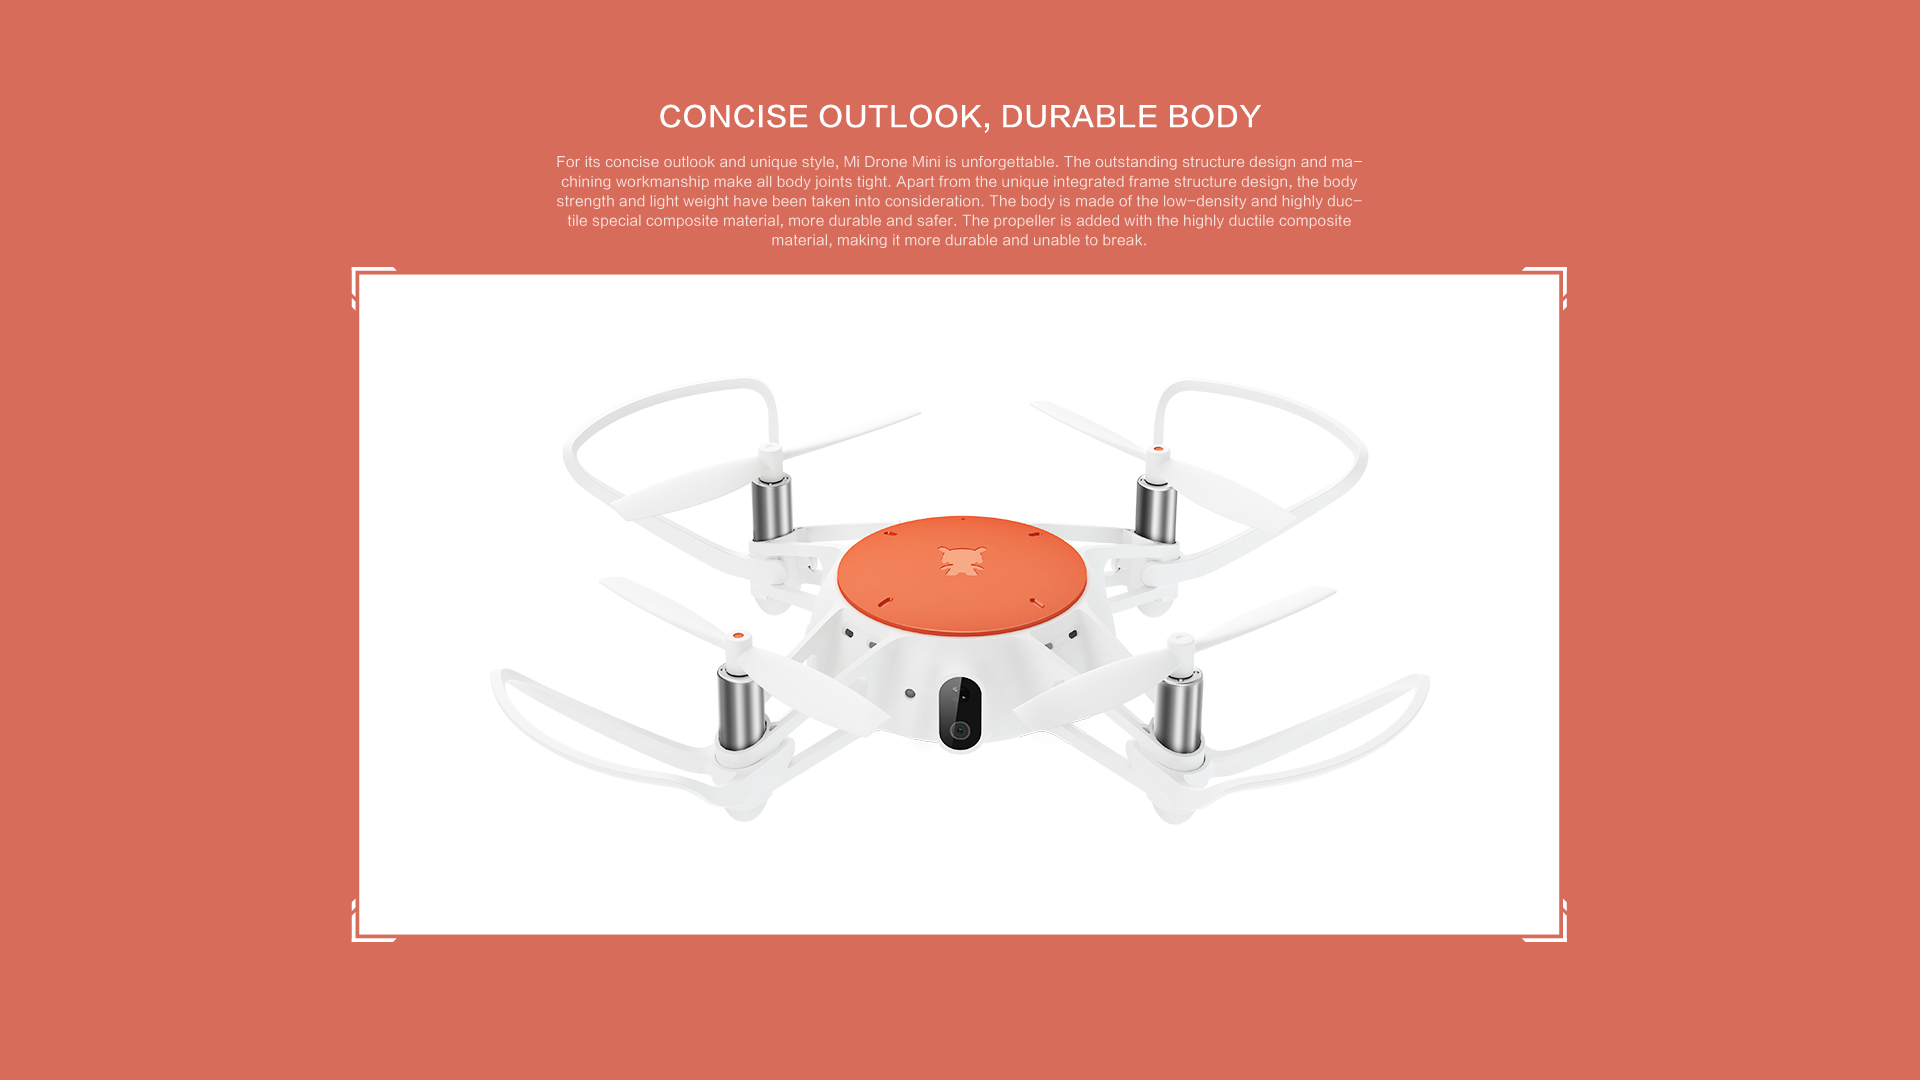 CONCISE OUTLOOK, DURABLE BODY
For its concise outlook and unique style, Mi Drone Mini is unforgettable. The outstanding structure design and ma-
chining workmanship make all body joints tight. Apart from the unique integrated frame structure design, the body
strength and light weight have been taken into consideration. The body is made of the low-density and highly duc-
tile special composite material, more durable and safer. The propeller is added with the highly ductile composite
material, making it more durable and unable to break.